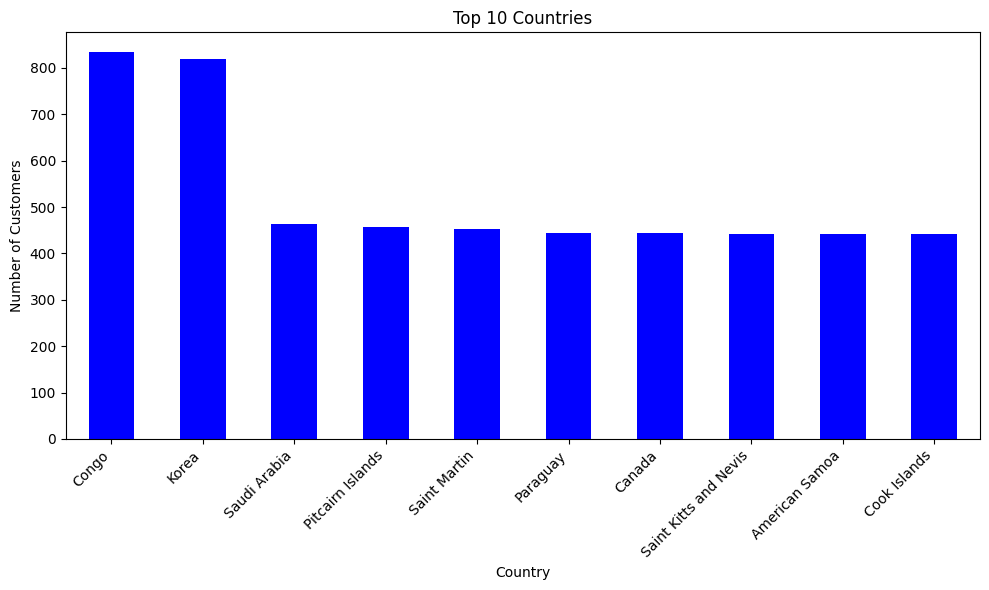 Top 10 Countries
Number of Customers
800
700
600
500
400
300
200
100
0
Congo
Korea
Saudi Arabia
Pitcairn Islands
Saint Martin
Paraguay
Canada
Saint Kitts and Nevis
American Samoa
Cook Islands
Country